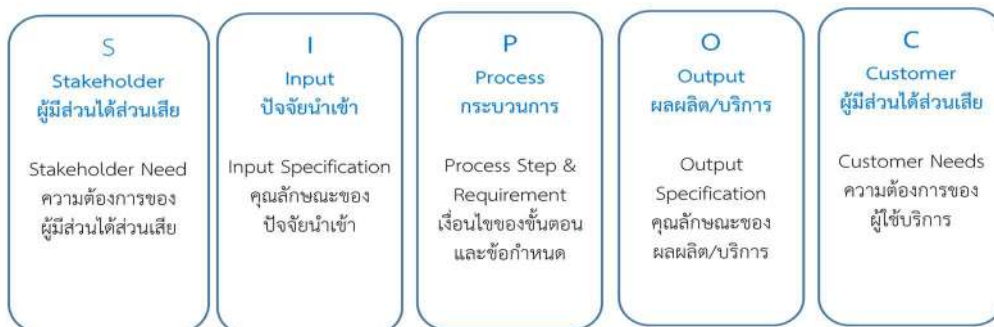 S
Stakeholder
ผู้มีส่วนได้ส่วนเสีย
Stakeholder Need
ความต้องการของ
ผู้มีส่วนได้ส่วนเสีย
I
Input
ปัจจัยนำเข้า
Input Specification
คุณลักษณะของ
ปัจจัยนำเข้า
P
Process
กระบวนการ
Process Step &
Requirement
เงื่อนไขของขั้นตอน
และข้อกำหนด
O
Output
ผลผลิต/บริการ
Output
Specification
คุณลักษณะของ
ผลผลิต/บริการ
C
Customer
ผู้มีส่วนได้ส่วนเสีย
Customer Needs
ความต้องการของ
ผู้ใช้บริการ